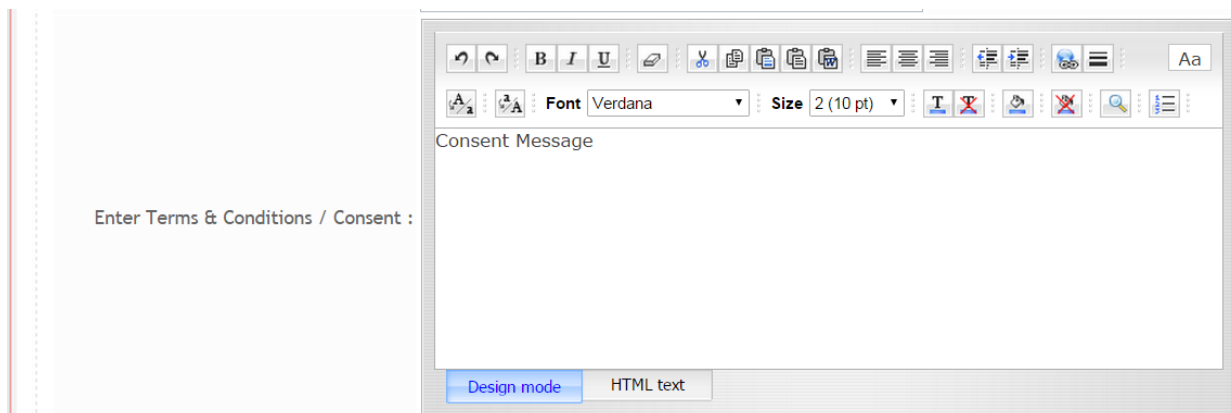 B I U Aa
A a a A Font Verdana Size 2 (10 pt) T T
Consent Message
Enter Terms & Conditions / Consent :
Design mode HTML text